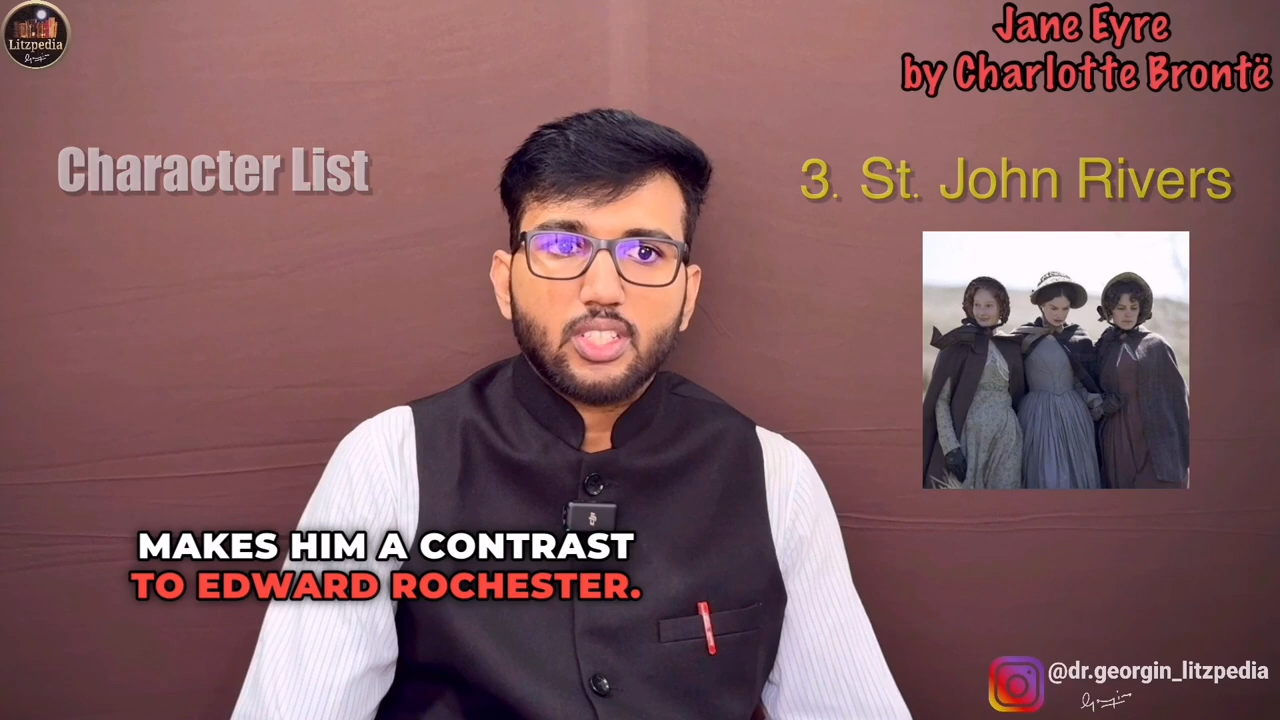 Litzpedia
Jane Eyre
by Charlotte Brontë
Character List
3. St. John Rivers
MAKES HIM A CONTRAST
TO EDWARD ROCHESTER.
@dr.georgin_litzpedia